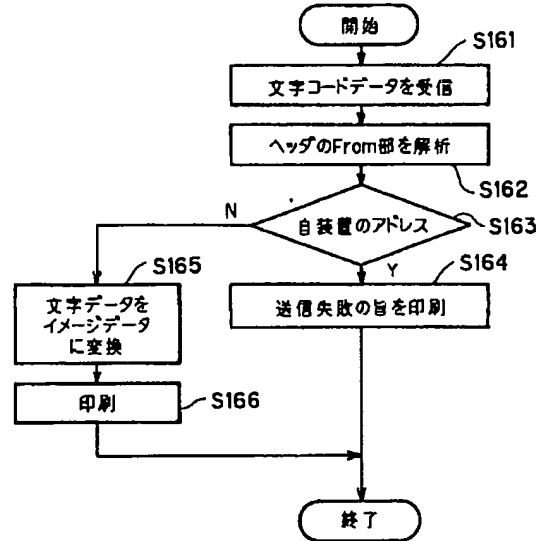 開始
S161
文字コードデータを受信
ヘッダのFrom部を解析
S162
N
自装置のアドレス
S163
Y
S165
S164
文字データを
イメージデータ
に変換
送信失敗の旨を印刷
印刷
S166
終了